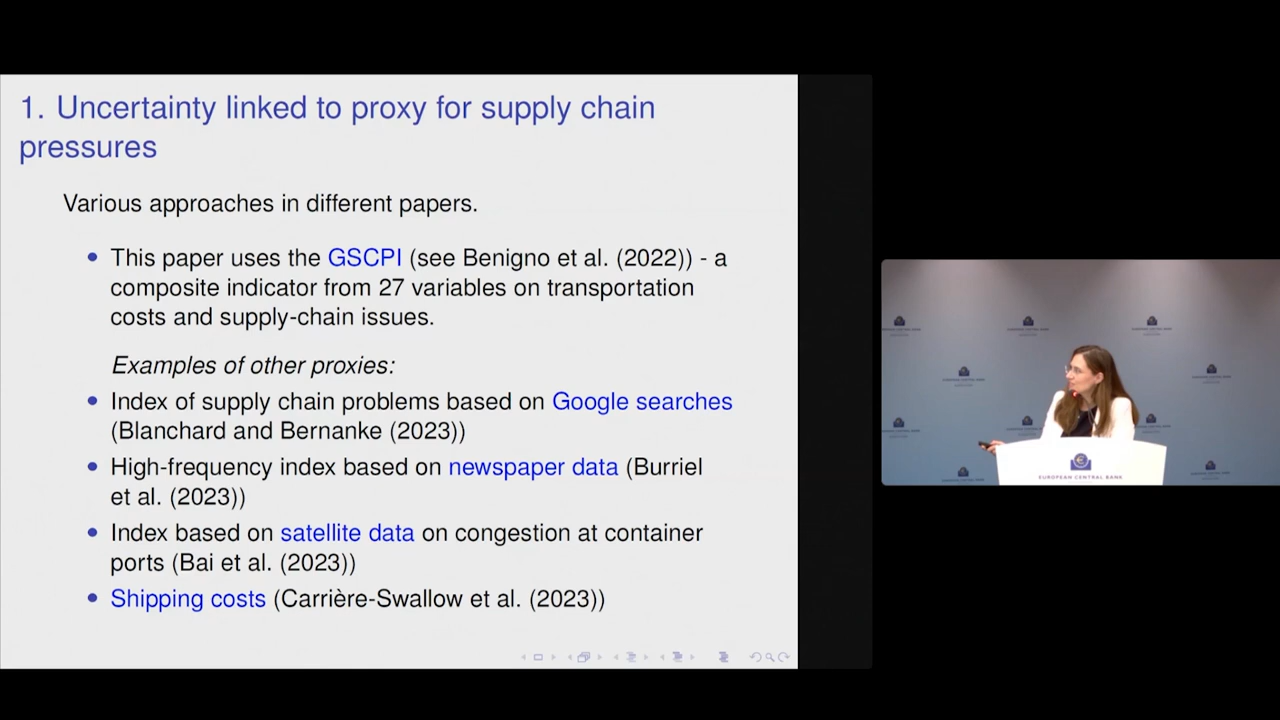 1. Uncertainty linked to proxy for supply chain
pressures
Various approaches in different papers.
• This paper uses the GSCPI (see Benigno et al. (2022)) - a
composite indicator from 27 variables on transportation
costs and supply-chain issues.
Examples of other proxies:
• Index of supply chain problems based on Google searches
(Blanchard and Bernanke (2023))
• High-frequency index based on newspaper data (Burriel
et al. (2023))
• Index based on satellite data on congestion at container
ports (Bai et al. (2023))
• Shipping costs (Carrière-Swallow et al. (2023))
EUROPEAN CENTRAL BANK